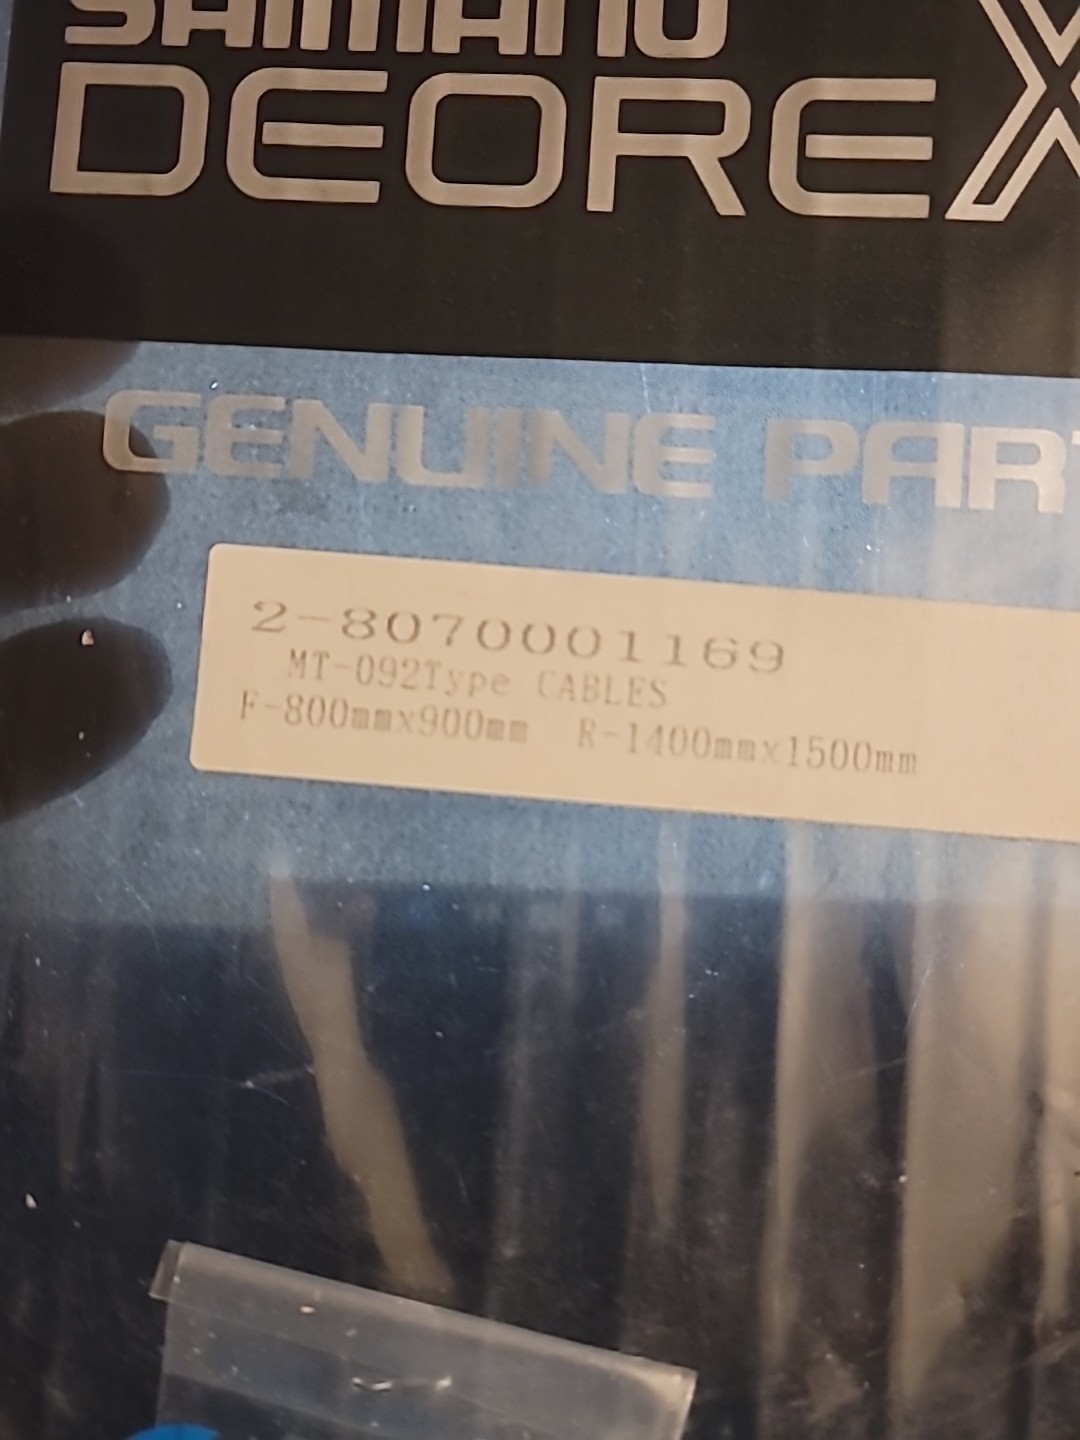 SHIMANO
DEORE X
GENUINE PART
2-8070001169
MT-092Type CABLES
F-800mmx900mm R-1400mmx1500mm